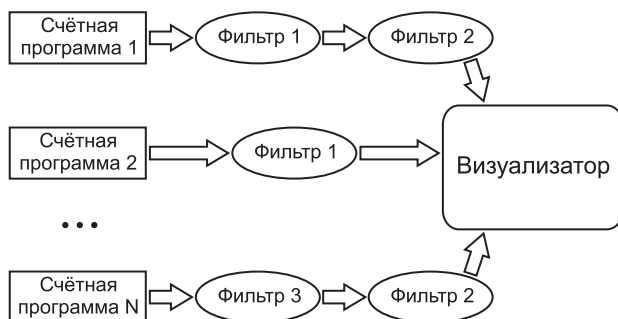 Счётная
программа 1
Фильтр 1
Фильтр 2
Счётная
программа 2
Фильтр 1
Визуализатор
...
Счётная
программа N
Фильтр 3
Фильтр 2